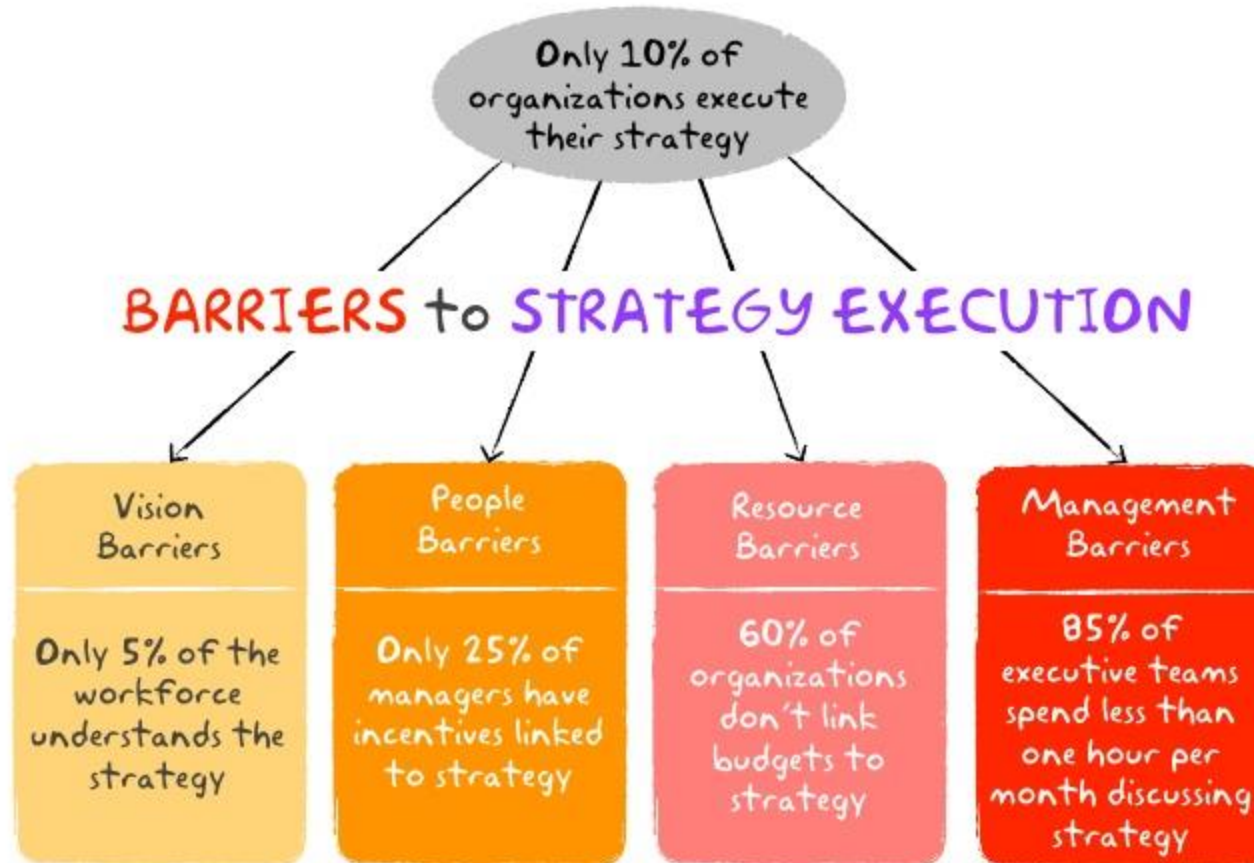 Only 10% of
organizations execute
their strategy
BARRIERS to STRATEGY EXECUTION
Vision
Barriers
Only 5% of the
workforce
understands the
strategy
People
Barriers
Only 25% of
managers have
incentives linked
to strategy
Resource
Barriers
60% of
organizations
don't link
budgets to
strategy
Management
Barriers
85% of
executive teams
spend less than
one hour per
month discussing
strategy